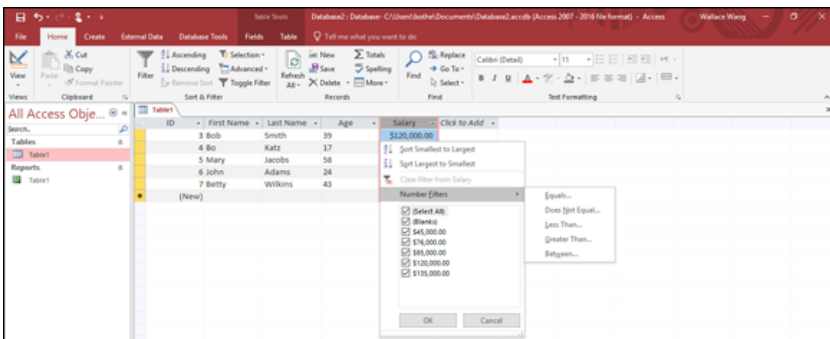 Table Tools Database2 : Database- C:\Users\bothe\Documents\Database2.accdb (Access 2007 - 2016 file format) - Access Wallace Wang
File Home Create External Data Database Tools Fields Table Tell me what you want to do
View Paste Cut Copy Format Painter Filter Ascending Descending Remove Sort Selection Advanced Toggle Filter Refresh All New Save Delete Totals Spelling More Find Replace Go To Select Calibri (Detail) 11 B I U A
Views Clipboard Sort & Filter Records Find Text Formatting
All Access Obje... Table1
Search...
ID First Name Last Name Age Salary Click to Add
Tables
Table1
Reports
Table1
3 Bob Smith 39 $120,000.00
4 Bo Katz 17
5 Mary Jacobs 58
6 John Adams 24
7 Betty Wilkins 43
(New)
Sort Smallest to Largest
Sort Largest to Smallest
Clear filter from Salary
Number Filters
(Select All)
(Blanks)
$45,000.00
$76,000.00
$85,000.00
$120,000.00
$135,000.00
OK Cancel
Equals...
Does Not Equal...
Less Than...
Greater Than...
Between...